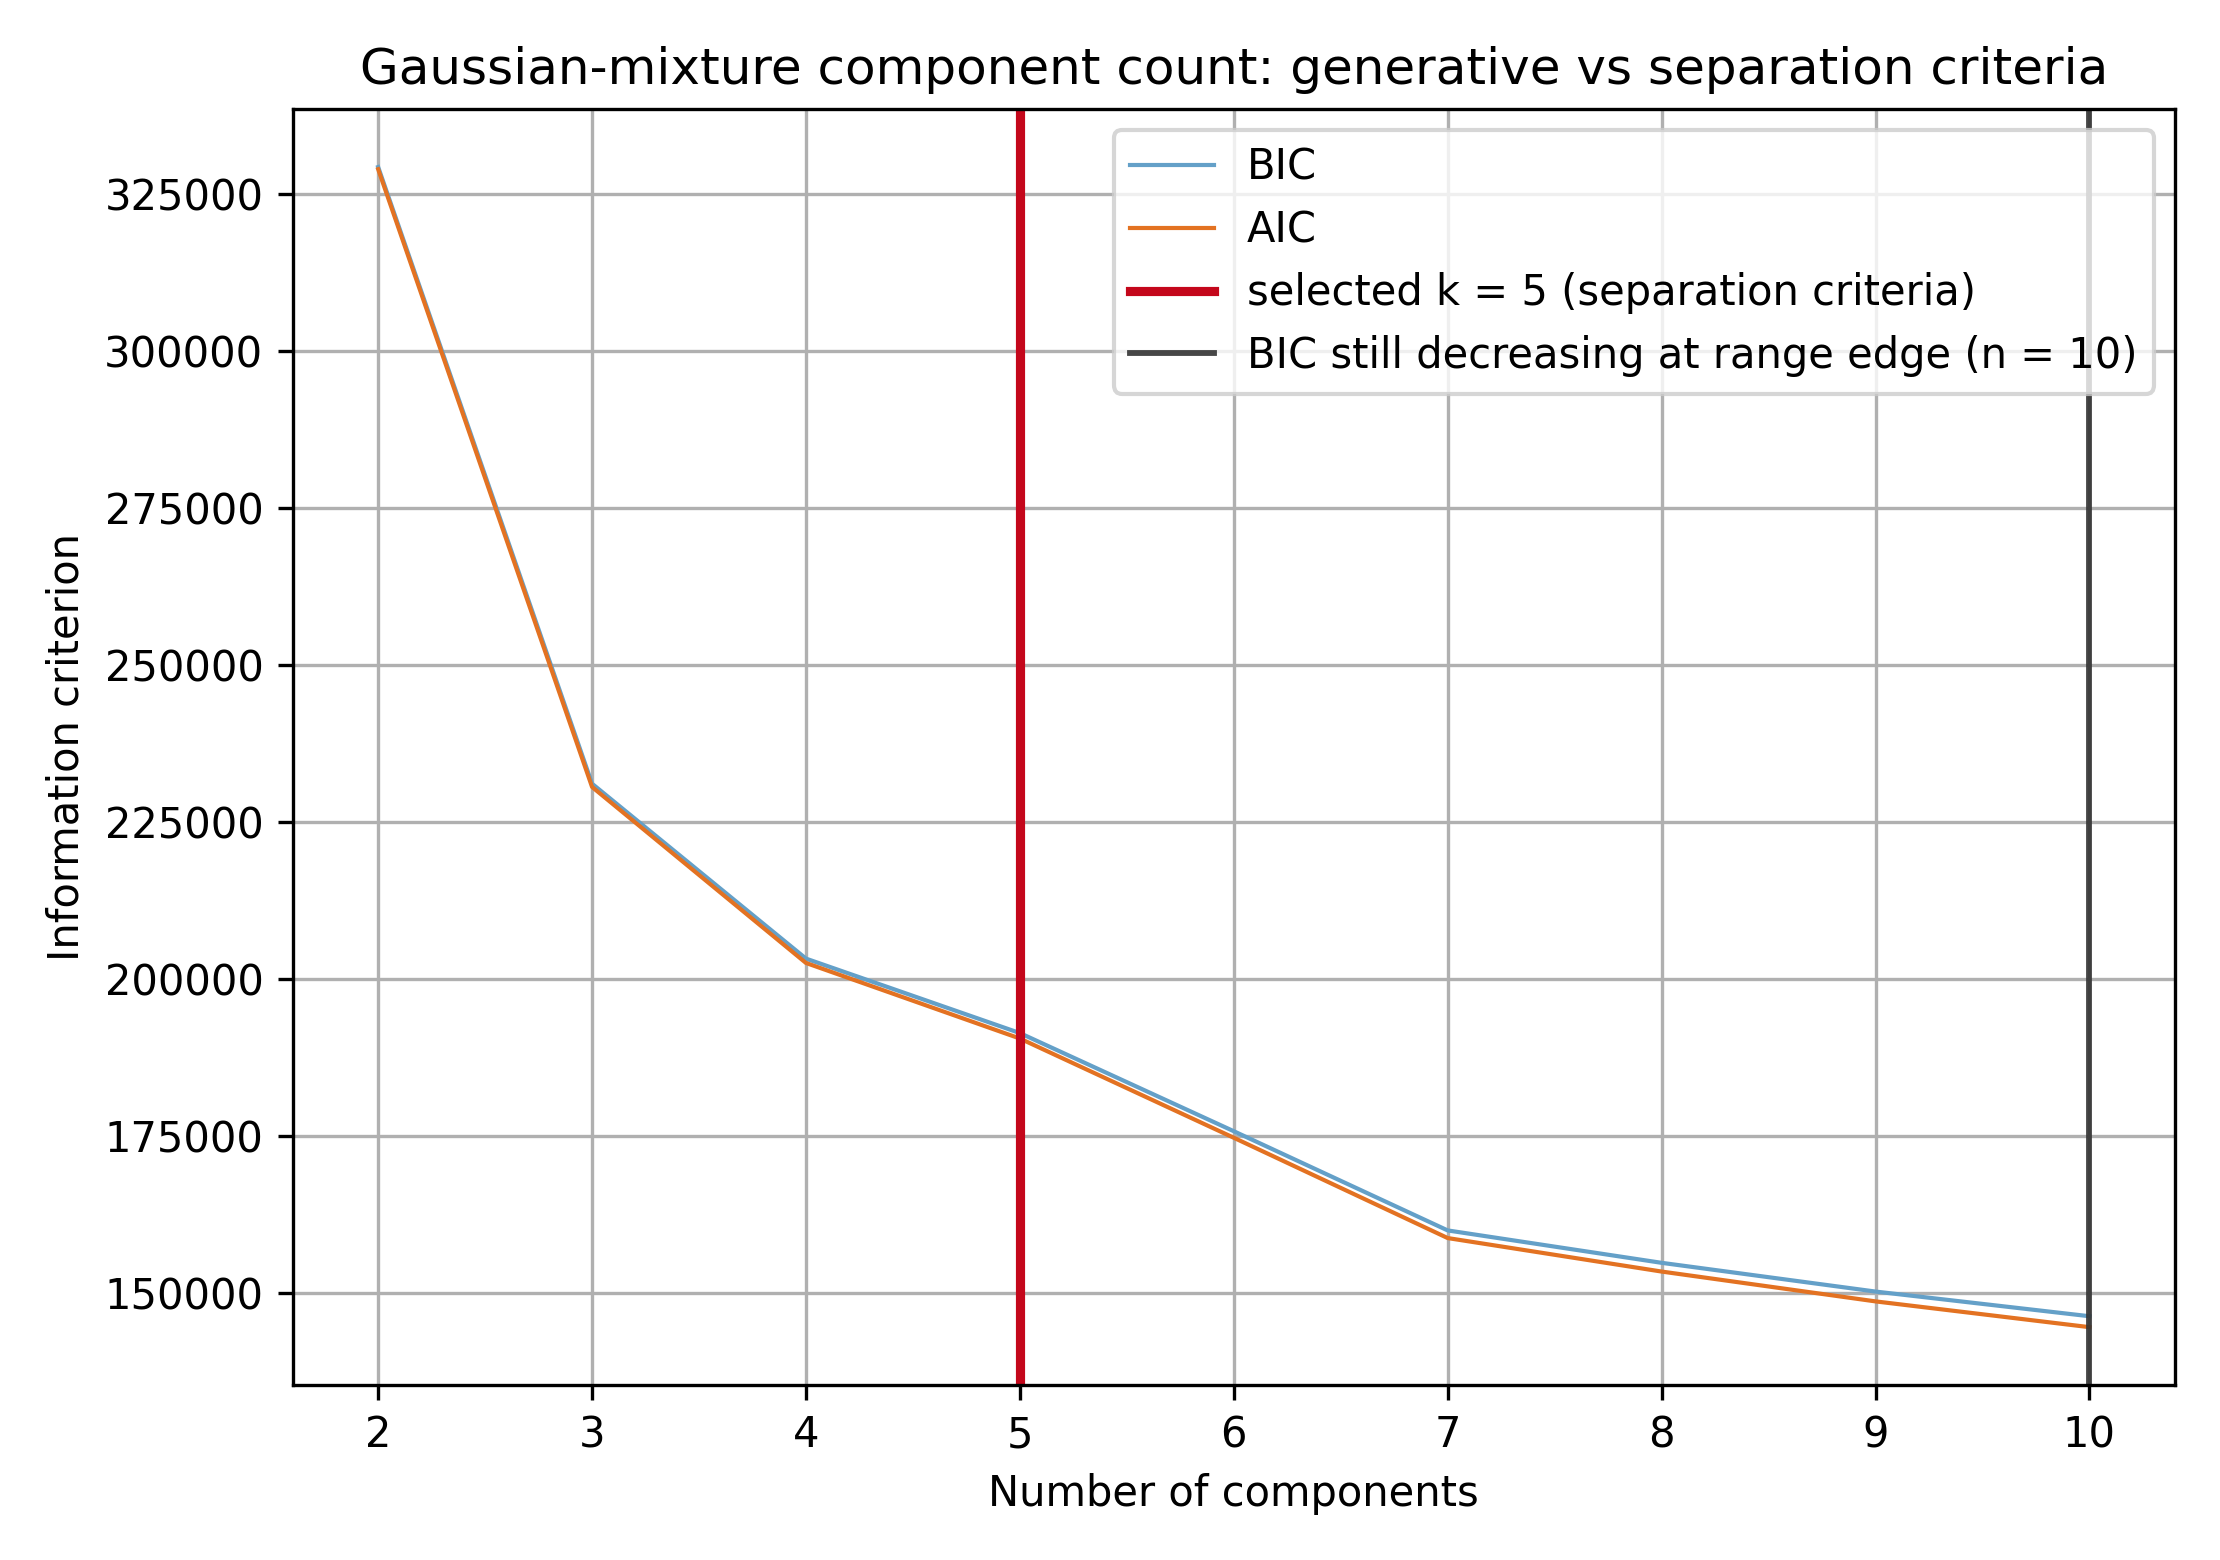 Gaussian-mixture component count: generative vs separation criteria
BIC
AIC
selected k = 5 (separation criteria)
BIC still decreasing at range edge (n = 10)
Information criterion
325000
300000
275000
250000
225000
200000
175000
150000
2 3 4 5 6 7 8 9 10
Number of components